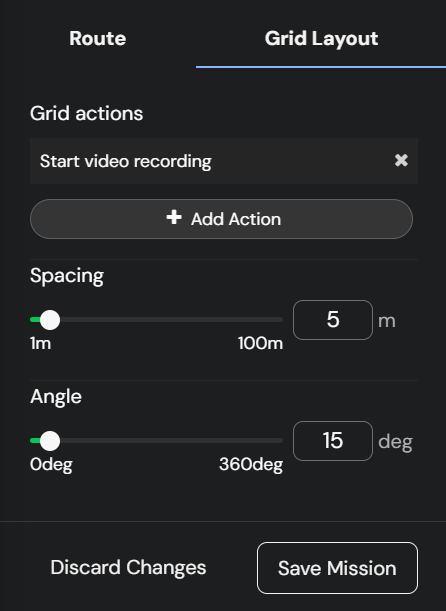 Route Grid Layout
Grid actions
Start video recording ✖
+ Add Action
Spacing
5 m
1m 100m
Angle
15 deg
0deg 360deg
Discard Changes Save Mission